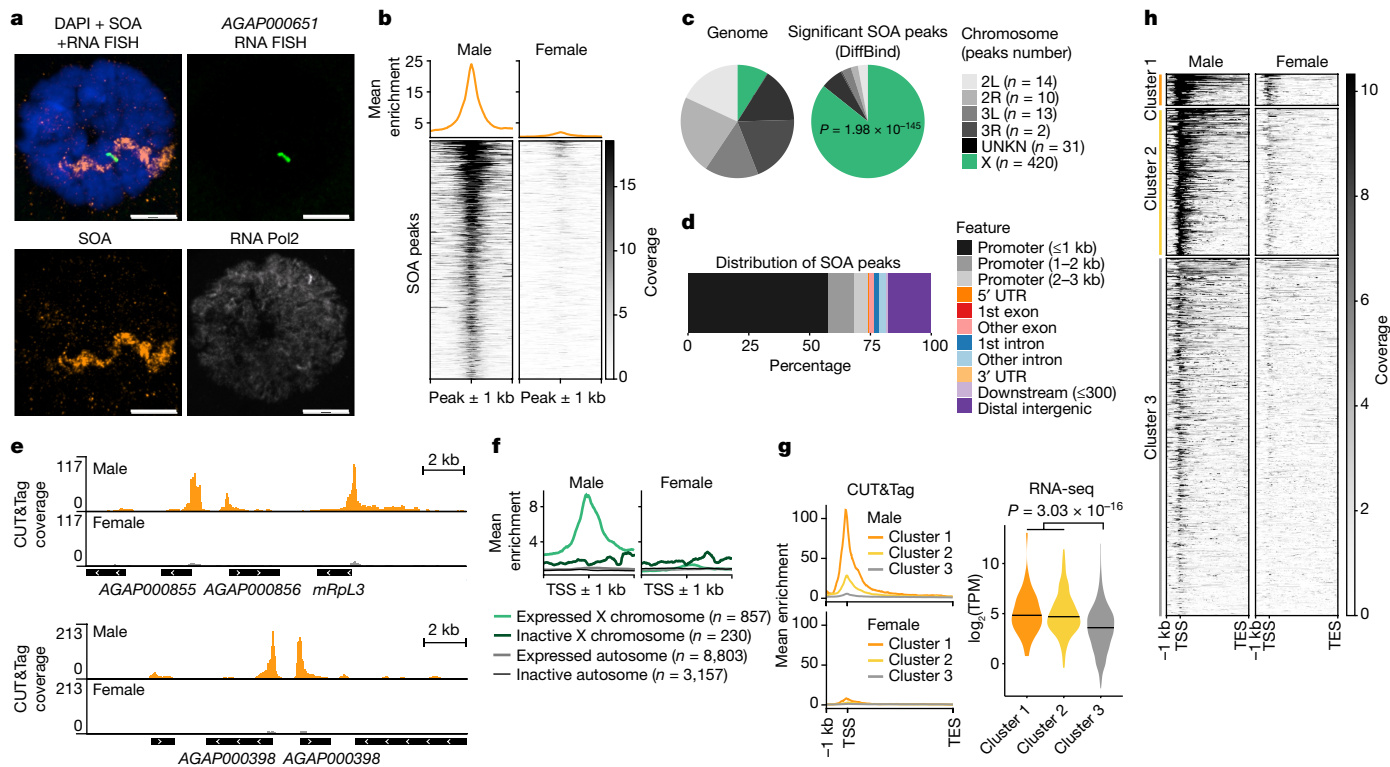 a
DAPI + SOA
+RNA FISH
AGAP000651
RNA FISH
SOA
RNA Pol2
b
Male
Female
Mean
enrichment
25
15
5
SOA peaks
Peak ± 1 kb
Peak ± 1 kb
15
10
5
0
Coverage
c
Genome
Significant SOA peaks
(DiffBind)
P = 1.98 × 10⁻¹⁴⁵
Chromosome
(peaks number)
2L (n = 14)
2R (n = 10)
3L (n = 13)
3R (n = 2)
UNKN (n = 31)
X (n = 420)
d
Distribution of SOA peaks
0
25
50
75
100
Percentage
Feature
Promoter (≤1 kb)
Promoter (1–2 kb)
Promoter (2–3 kb)
5′ UTR
1st exon
Other exon
1st intron
Other intron
3′ UTR
Downstream (≤300)
Distal intergenic
e
CUT&Tag
coverage
117
Male
0
117
Female
0
2 kb
AGAP000855
AGAP000856
mRpL3
CUT&Tag
coverage
213
Male
0
213
Female
0
2 kb
AGAP000398
AGAP000398
f
Male
Female
Mean
enrichment
8
4
TSS ± 1 kb
TSS ± 1 kb
Expressed X chromosome (n = 857)
Inactive X chromosome (n = 230)
Expressed autosome (n = 8,803)
Inactive autosome (n = 3,157)
g
CUT&Tag
Mean enrichment
100
50
0
Male
Cluster 1
Cluster 2
Cluster 3
100
50
0
Female
Cluster 1
Cluster 2
Cluster 3
–1 kb
TSS
TES
RNA-seq
P = 3.03 × 10⁻¹⁶
log₂(TPM)
10
5
0
Cluster 1
Cluster 2
Cluster 3
h
Male
Female
Cluster 1
Cluster 2
Cluster 3
–1 kb
TSS
TES
–1 kb
TSS
TES
10
8
6
4
2
0
Coverage